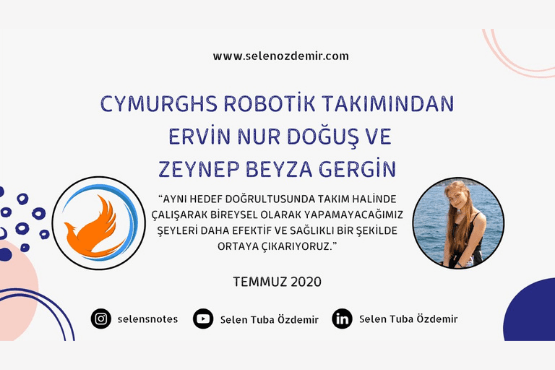 www.selenozdemir.com
CYMURGHS ROBOTİK TAKIMINDAN
ERVİN NUR DOĞUŞ VE
ZEYNEP BEYZA GERGİN
"AYNI HEDEF DOĞRULTUSUNDA TAKIM HALİNDE
ÇALIŞARAK BİREYSEL OLARAK YAPAMAYACAĞIMIZ
ŞEYLERİ DAHA EFEKTİF VE SAĞLIKLI BİR ŞEKİLDE
ORTAYA ÇIKARIYORUZ."
TEMMUZ 2020
selensnotes
Selen Tuba Özdemir
Selen Tuba Özdemir